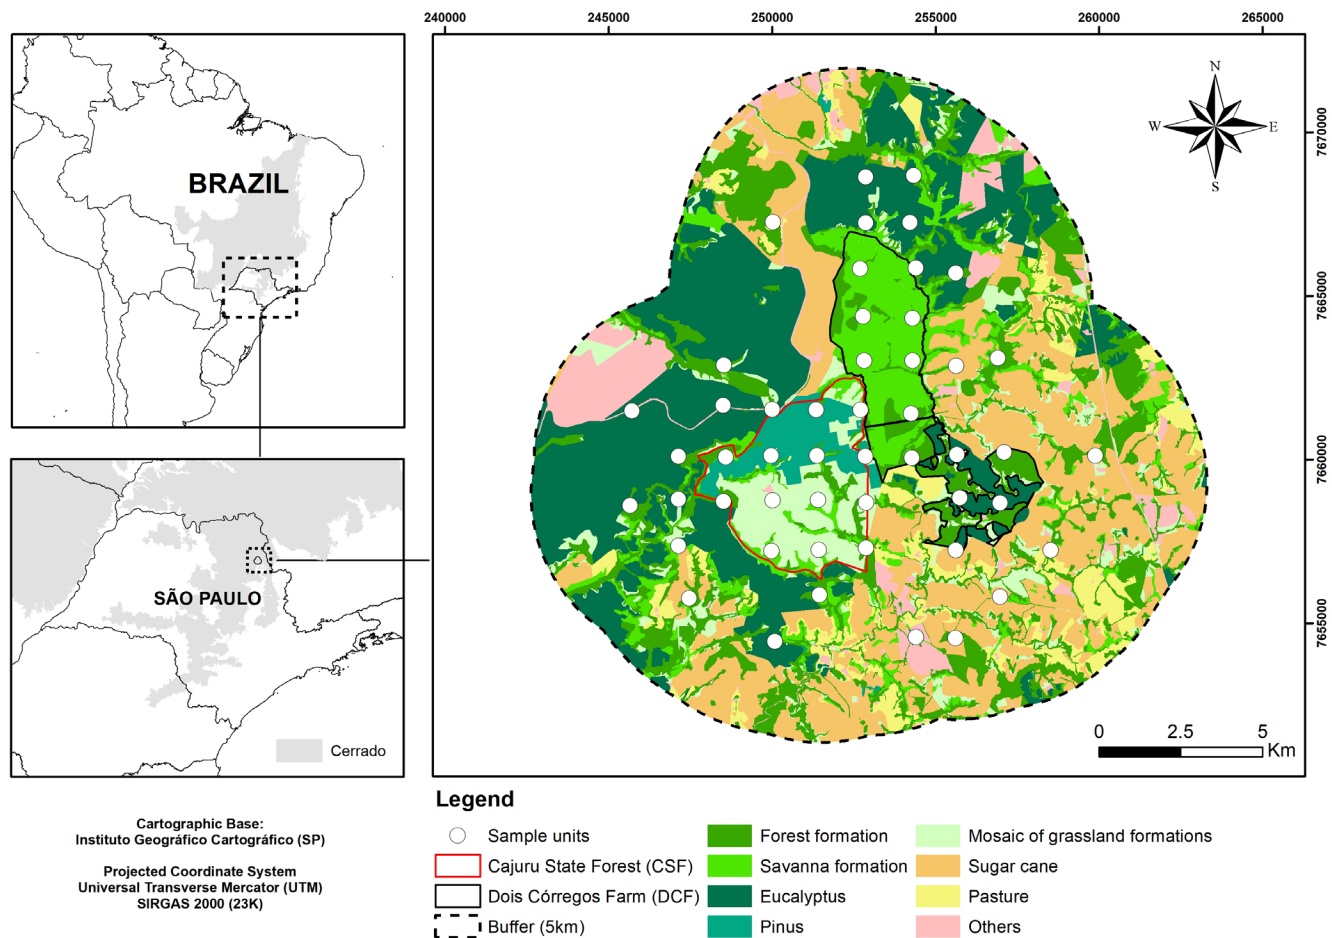 240000 245000 250000 255000 260000 265000
BRAZIL
N
W E
S
7670000
7665000
7660000
7655000
SÃO PAULO
Cerrado
0 2.5 5
Km
Legend
Sample units
Cajuru State Forest (CSF)
Dois Córregos Farm (DCF)
Buffer (5km)
Forest formation
Savanna formation
Eucalyptus
Pinus
Mosaic of grassland formations
Sugar cane
Pasture
Others
Cartographic Base:
Instituto Geográfico Cartográfico (SP)
Projected Coordinate System
Universal Transverse Mercator (UTM)
SIRGAS 2000 (23K)